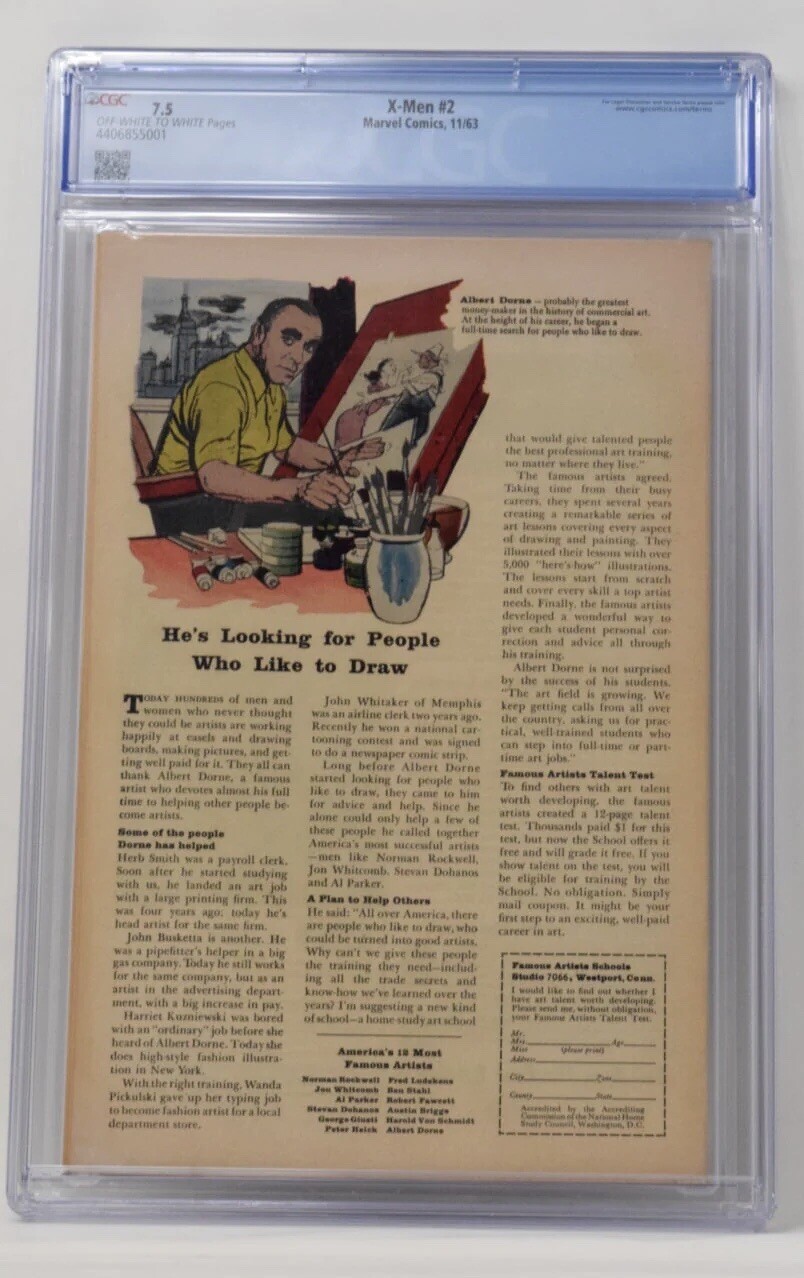 CGC
7.5
OFF-WHITE TO WHITE Pages
4406855001
X-Men #2
Marvel Comics, 11/63
www.cgccomics.com/terms
Albert Dorne — probably the greatest
money-maker in the history of commercial art.
At the height of his career, he began a
full-time search for people who like to draw.
He's Looking for People
Who Like to Draw
TODAY HUNDREDS of men and
women who never thought
they could be artists are working
happily at easels and drawing
boards, making pictures, and get-
ting well paid for it. They all can
thank Albert Dorne, a famous
artist who devotes almost his full
time to helping other people be-
come artists.
Some of the people
Dorne has helped
Herb Smith was a payroll clerk.
Soon after he started studying
with us, he landed an art job
with a large printing firm. This
was four years ago; today he's
head artist for the same firm.
John Busketta is another. He
was a pipefitter's helper in a big
gas company. Today he still works
for the same company, but as an
artist in the advertising depart-
ment, with a big increase in pay.
Harriet Kuzniewski was bored
with an "ordinary" job before she
heard of Albert Dorne. Today she
does high-style fashion illustra-
tion in New York.
With the right training, Wanda
Pickulski gave up her typing job
to become fashion artist for a local
department store.
John Whitaker of Memphis
was an airline clerk two years ago.
Recently he won a national car-
tooning contest and was signed
to do a newspaper comic strip.
Long before Albert Dorne
started looking for people who
like to draw, they came to him
for advice and help. Since he
alone could only help a few of
these people he called together
America's most successful artists
—men like Norman Rockwell,
Jon Whitcomb, Stevan Dohanos
and Al Parker.
A Plan to Help Others
He said: "All over America, there
are people who like to draw, who
could be turned into good artists.
Why can't we give these people
the training they need—includ-
ing all the trade secrets and
know-how we've learned over the
years? I'm suggesting a new kind
of school—a home study art school
America's 12 Most
Famous Artists
Norman Rockwell Fred Ludekens
Jon Whitcomb Ben Stahl
Al Parker Robert Fawcett
Stevan Dohanos Austin Briggs
George Giusti Harold Von Schmidt
Peter Helck Albert Dorne
that would give talented people
the best professional art training,
no matter where they live."
The famous artists agreed.
Taking time from their busy
careers, they spent several years
creating a remarkable series of
art lessons covering every aspect
of drawing and painting. They
illustrated their lessons with over
5,000 "here's-how" illustrations.
The lessons start from scratch
and cover every skill a top artist
needs. Finally, the famous artists
developed a wonderful way to
give each student personal cor-
rection and advice all through
his training.
Albert Dorne is not surprised
by the success of his students.
"The art field is growing. We
keep getting calls from all over
the country, asking us for prac-
tical, well-trained students who
can step into full-time or part-
time art jobs."
Famous Artists Talent Test
To find others with art talent
worth developing, the famous
artists created a 12-page talent
test. Thousands paid $1 for this
test, but now the School offers it
free and will grade it free. If you
show talent on the test, you will
be eligible for training by the
School. No obligation. Simply
mail coupon. It might be your
first step to an exciting, well-paid
career in art.
Famous Artists Schools
Studio 7066, Westport, Conn.
I would like to find out whether I
have art talent worth developing.
Please send me, without obligation,
your Famous Artists Talent Test.
Mr.
Mrs. Age
Miss (please print)
Address
City Zone
County State
Accredited by the Accrediting
Commission of the National Home
Study Council, Washington, D.C.